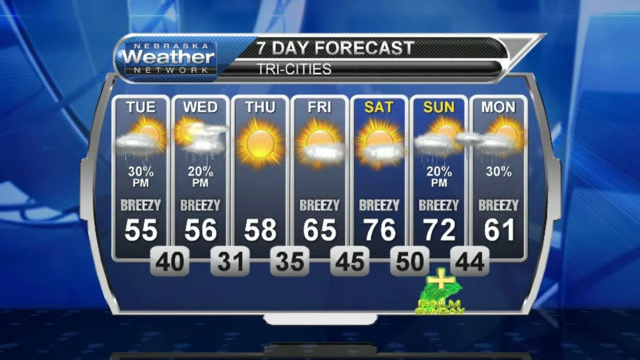 NEBRASKA
Weather
NETWORK
7 DAY FORECAST
TRI-CITIES
TUE WED THU FRI SAT SUN MON
30% PM 20% PM 20% PM 30%
BREEZY BREEZY BREEZY BREEZY BREEZY BREEZY
55 56 58 65 76 72 61
40 31 35 45 50 44
PALM
SUNDAY